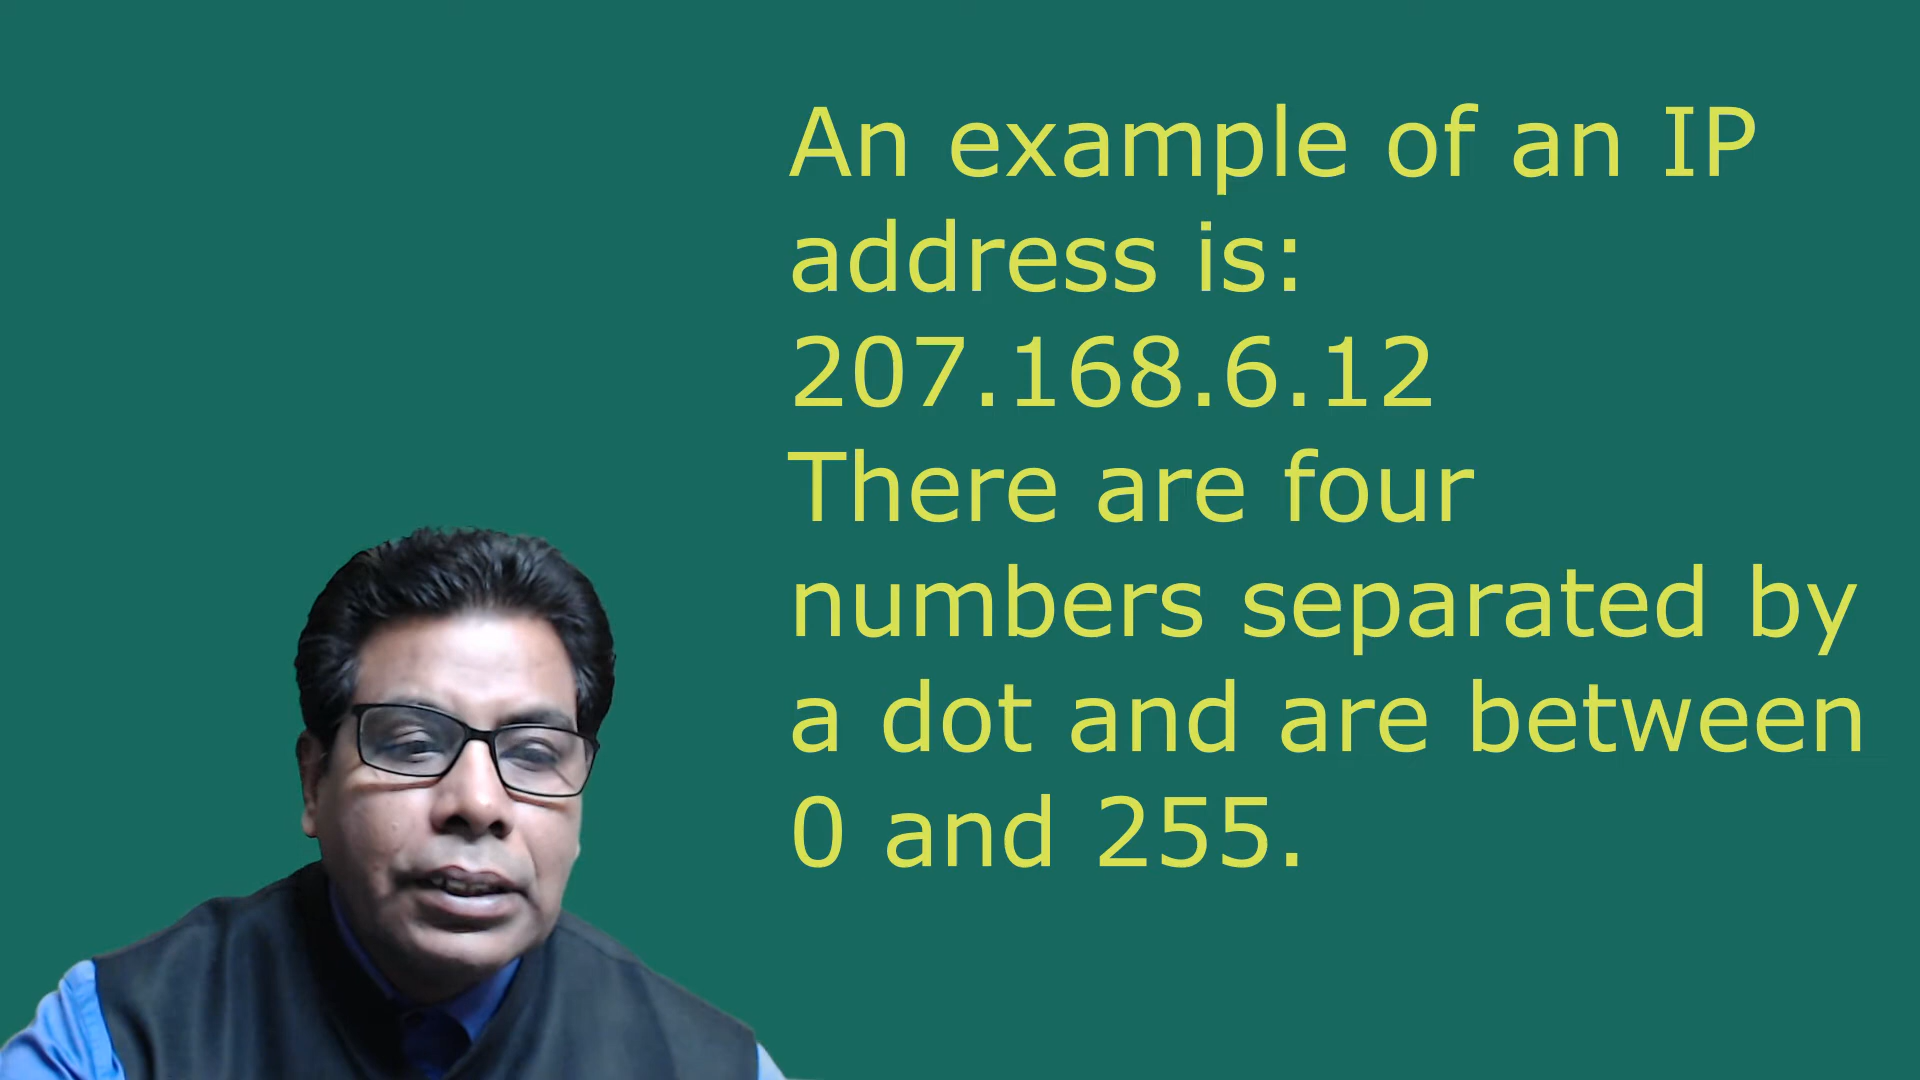 An example of an IP
address is:
207.168.6.12
There are four
numbers separated by
a dot and are between
0 and 255.